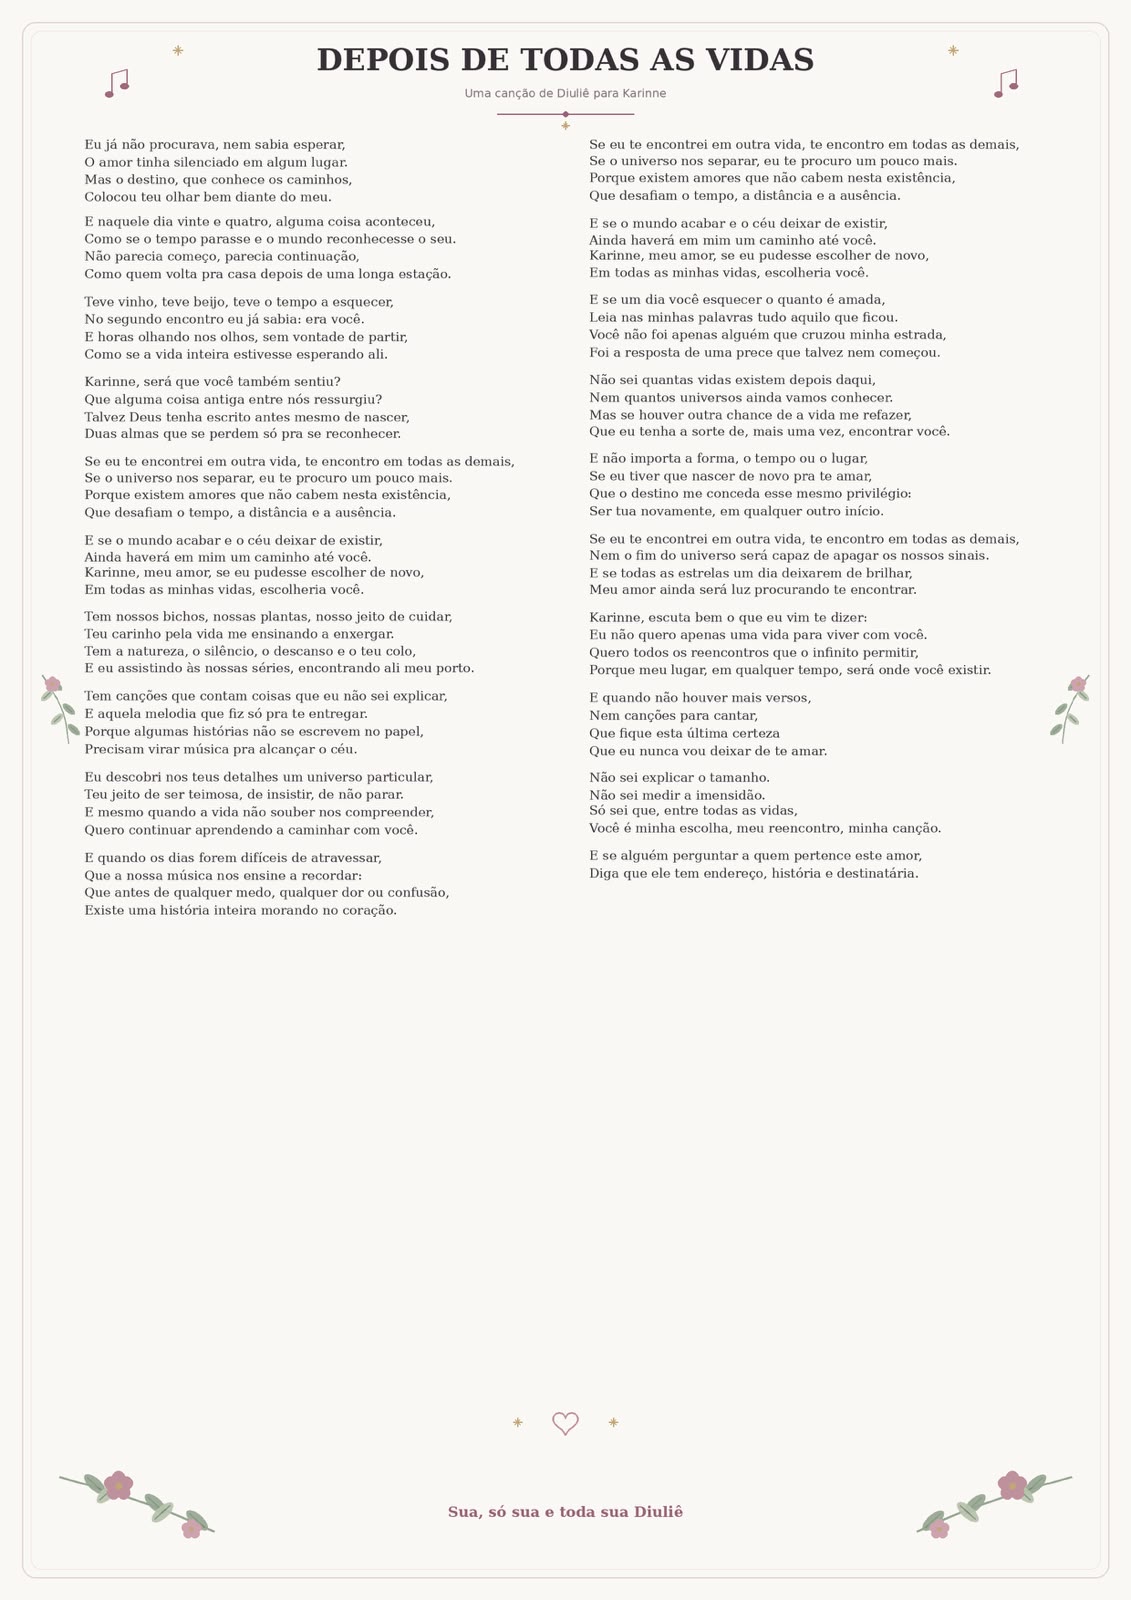 DEPOIS DE TODAS AS VIDAS
Uma canção de Diuliê para Karinne
Eu já não procurava, nem sabia esperar,
O amor tinha silenciado em algum lugar.
Mas o destino, que conhece os caminhos,
Colocou teu olhar bem diante do meu.
E naquele dia vinte e quatro, alguma coisa aconteceu,
Como se o tempo parasse e o mundo reconhecesse o seu.
Não parecia começo, parecia continuação,
Como quem volta pra casa depois de uma longa estação.
Teve vinho, teve beijo, teve o tempo a esquecer,
No segundo encontro eu já sabia: era você.
E horas olhando nos olhos, sem vontade de partir,
Como se a vida inteira estivesse esperando ali.
Karinne, será que você também sentiu?
Que alguma coisa antiga entre nós ressurgiu?
Talvez Deus tenha escrito antes mesmo de nascer,
Duas almas que se perdem só pra se reconhecer.
Se eu te encontrei em outra vida, te encontro em todas as demais,
Se o universo nos separar, eu te procuro um pouco mais.
Porque existem amores que não cabem nesta existência,
Que desafiam o tempo, a distância e a ausência.
E se o mundo acabar e o céu deixar de existir,
Ainda haverá em mim um caminho até você.
Karinne, meu amor, se eu pudesse escolher de novo,
Em todas as minhas vidas, escolheria você.
Tem nossos bichos, nossas plantas, nosso jeito de cuidar,
Teu carinho pela vida me ensinando a enxergar.
Tem a natureza, o silêncio, o descanso e o teu colo,
E eu assistindo às nossas séries, encontrando ali meu porto.
Tem canções que contam coisas que eu não sei explicar,
E aquela melodia que fiz só pra te entregar.
Porque algumas histórias não se escrevem no papel,
Precisam virar música pra alcançar o céu.
Eu descobri nos teus detalhes um universo particular,
Teu jeito de ser teimosa, de insistir, de não parar.
E mesmo quando a vida não souber nos compreender,
Quero continuar aprendendo a caminhar com você.
E quando os dias forem difíceis de atravessar,
Que a nossa música nos ensine a recordar:
Que antes de qualquer medo, qualquer dor ou confusão,
Existe uma história inteira morando no coração.
Se eu te encontrei em outra vida, te encontro em todas as demais,
Se o universo nos separar, eu te procuro um pouco mais.
Porque existem amores que não cabem nesta existência,
Que desafiam o tempo, a distância e a ausência.
E se o mundo acabar e o céu deixar de existir,
Ainda haverá em mim um caminho até você.
Karinne, meu amor, se eu pudesse escolher de novo,
Em todas as minhas vidas, escolheria você.
E se um dia você esquecer o quanto é amada,
Leia nas minhas palavras tudo aquilo que ficou.
Você não foi apenas alguém que cruzou minha estrada,
Foi a resposta de uma prece que talvez nem começou.
Não sei quantas vidas existem depois daqui,
Nem quantos universos ainda vamos conhecer.
Mas se houver outra chance de a vida me refazer,
Que eu tenha a sorte de, mais uma vez, encontrar você.
E não importa a forma, o tempo ou o lugar,
Se eu tiver que nascer de novo pra te amar,
Que o destino me conceda esse mesmo privilégio:
Ser tua novamente, em qualquer outro início.
Se eu te encontrei em outra vida, te encontro em todas as demais,
Nem o fim do universo será capaz de apagar os nossos sinais.
E se todas as estrelas um dia deixarem de brilhar,
Meu amor ainda será luz procurando te encontrar.
Karinne, escuta bem o que eu vim te dizer:
Eu não quero apenas uma vida para viver com você.
Quero todos os reencontros que o infinito permitir,
Porque meu lugar, em qualquer tempo, será onde você existir.
E quando não houver mais versos,
Nem canções para cantar,
Que fique esta última certeza
Que eu nunca vou deixar de te amar.
Não sei explicar o tamanho.
Não sei medir a imensidão.
Só sei que, entre todas as vidas,
Você é minha escolha, meu reencontro, minha canção.
E se alguém perguntar a quem pertence este amor,
Diga que ele tem endereço, história e destinatária.
Sua, só sua e toda sua Diuliê